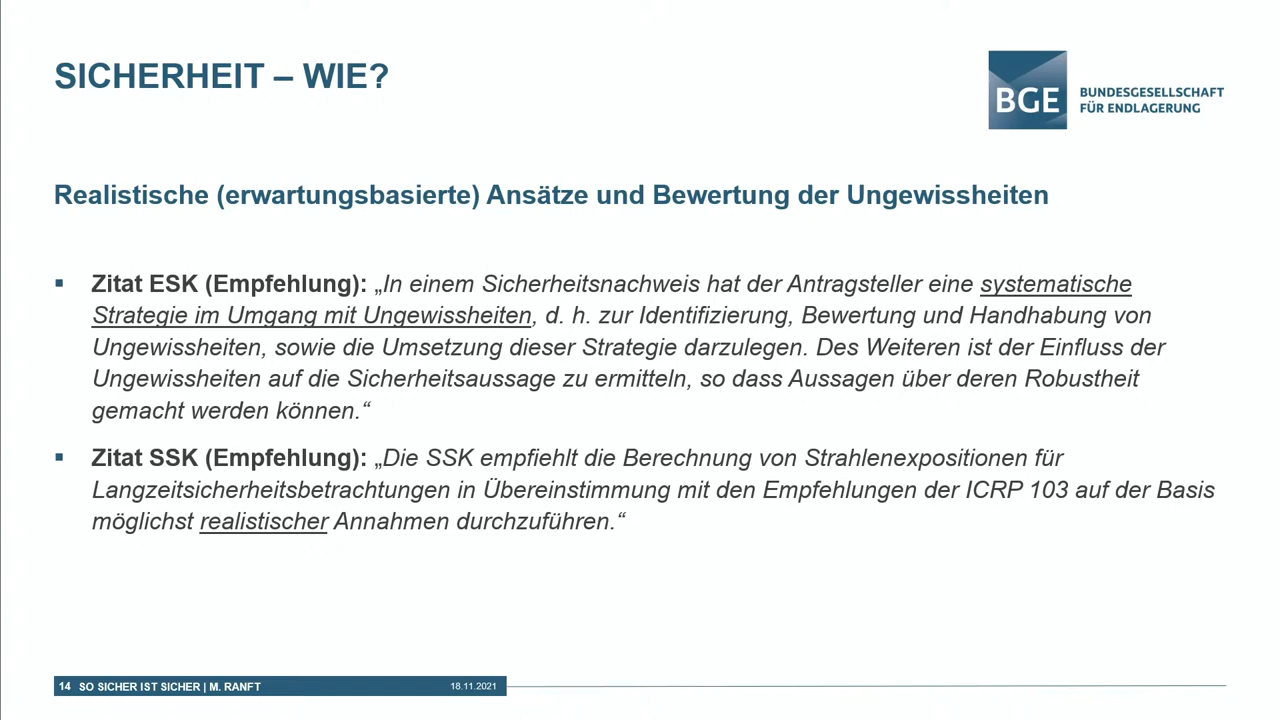 SICHERHEIT – WIE?
BGE
BUNDESGESELLSCHAFT
FÜR ENDLAGERUNG
Realistische (erwartungsbasierte) Ansätze und Bewertung der Ungewissheiten
▪ Zitat ESK (Empfehlung): „In einem Sicherheitsnachweis hat der Antragsteller eine systematische
Strategie im Umgang mit Ungewissheiten, d. h. zur Identifizierung, Bewertung und Handhabung von
Ungewissheiten, sowie die Umsetzung dieser Strategie darzulegen. Des Weiteren ist der Einfluss der
Ungewissheiten auf die Sicherheitsaussage zu ermitteln, so dass Aussagen über deren Robustheit
gemacht werden können.“
▪ Zitat SSK (Empfehlung): „Die SSK empfiehlt die Berechnung von Strahlenexpositionen für
Langzeitsicherheitsbetrachtungen in Übereinstimmung mit den Empfehlungen der ICRP 103 auf der Basis
möglichst realistischer Annahmen durchzuführen.“
14 SO SICHER IST SICHER | M. RANFT 18.11.2021